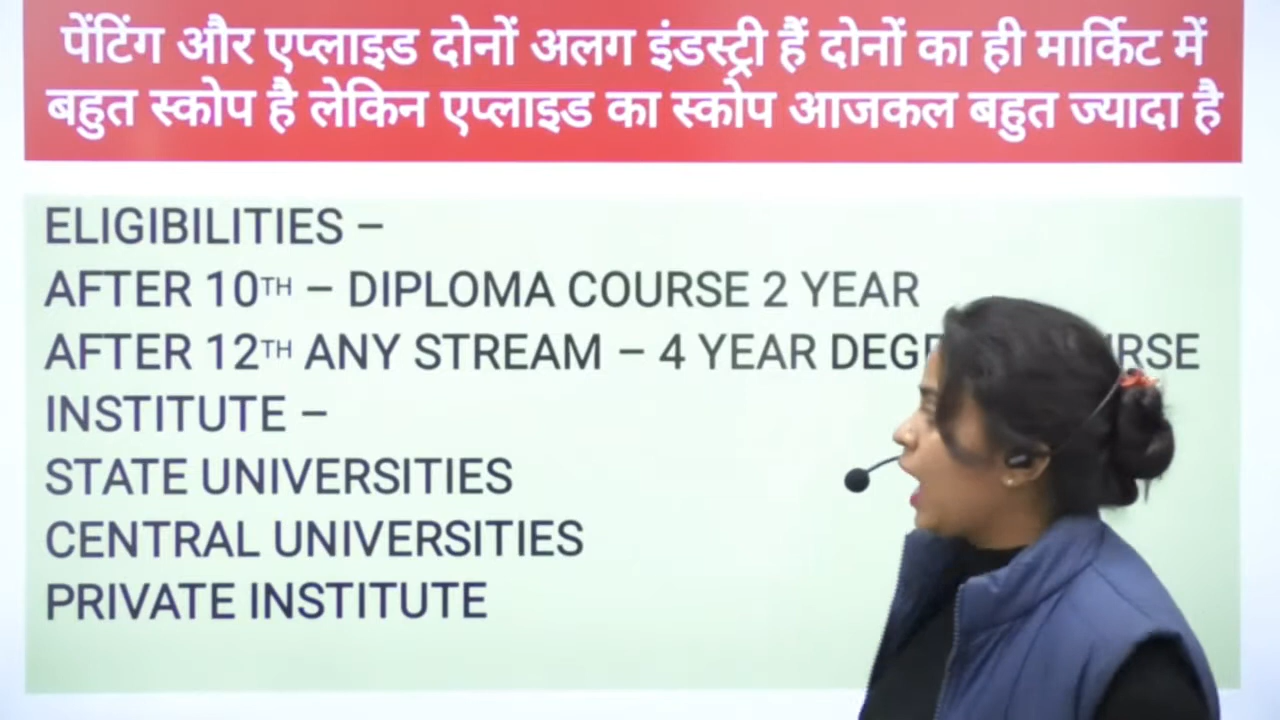 पेंटिंग और एप्लाइड दोनों अलग इंडस्ट्री हैं दोनों का ही मार्किट में
बहुत स्कोप है लेकिन एप्लाइड का स्कोप आजकल बहुत ज्यादा है
ELIGIBILITIES –
AFTER 10TH – DIPLOMA COURSE 2 YEAR
AFTER 12TH ANY STREAM – 4 YEAR
INSTITUTE –
STATE UNIVERSITIES
CENTRAL UNIVERSITIES
PRIVATE INSTITUTE